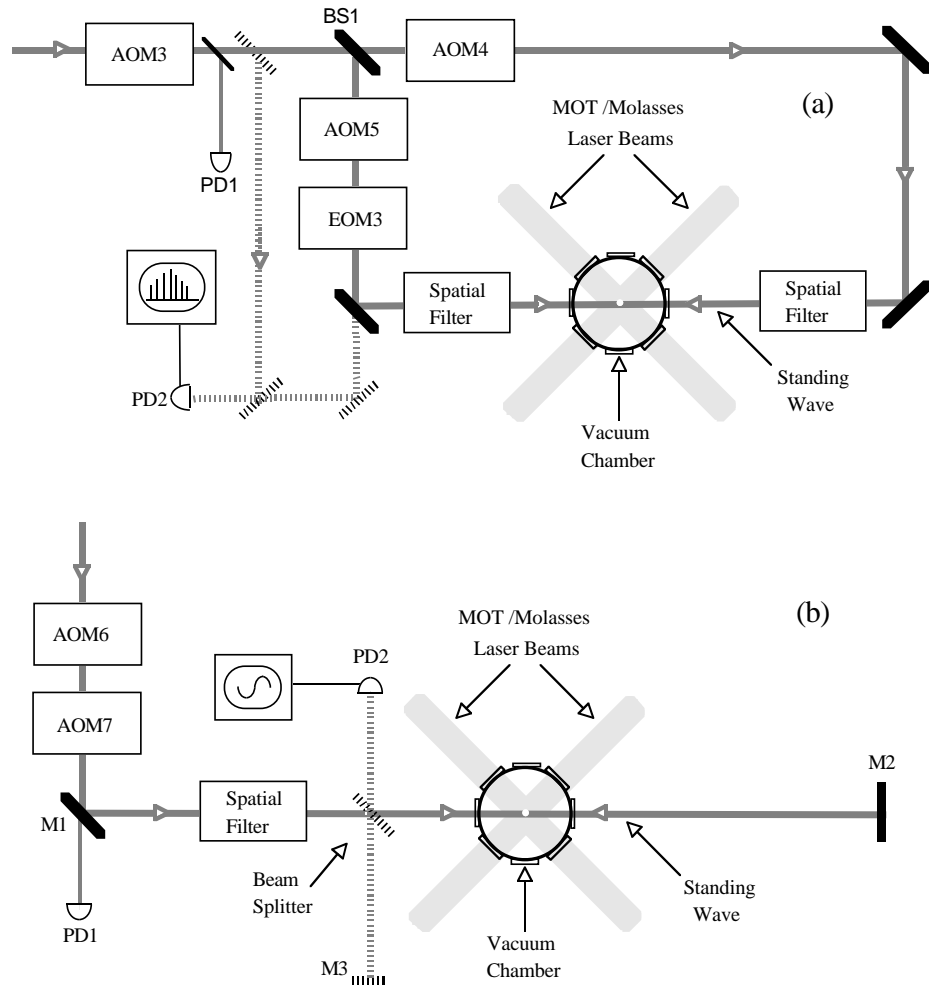 BS1
AOM3
AOM4
(a)
MOT /Molasses
Laser Beams
AOM5
PD1
EOM3
Spatial
Filter
Spatial
Filter
PD2
Standing
Wave
Vacuum
Chamber
(b)
MOT /Molasses
Laser Beams
AOM6
PD2
AOM7
M2
Spatial
Filter
M1
Beam
Splitter
Standing
Wave
PD1
Vacuum
Chamber
M3